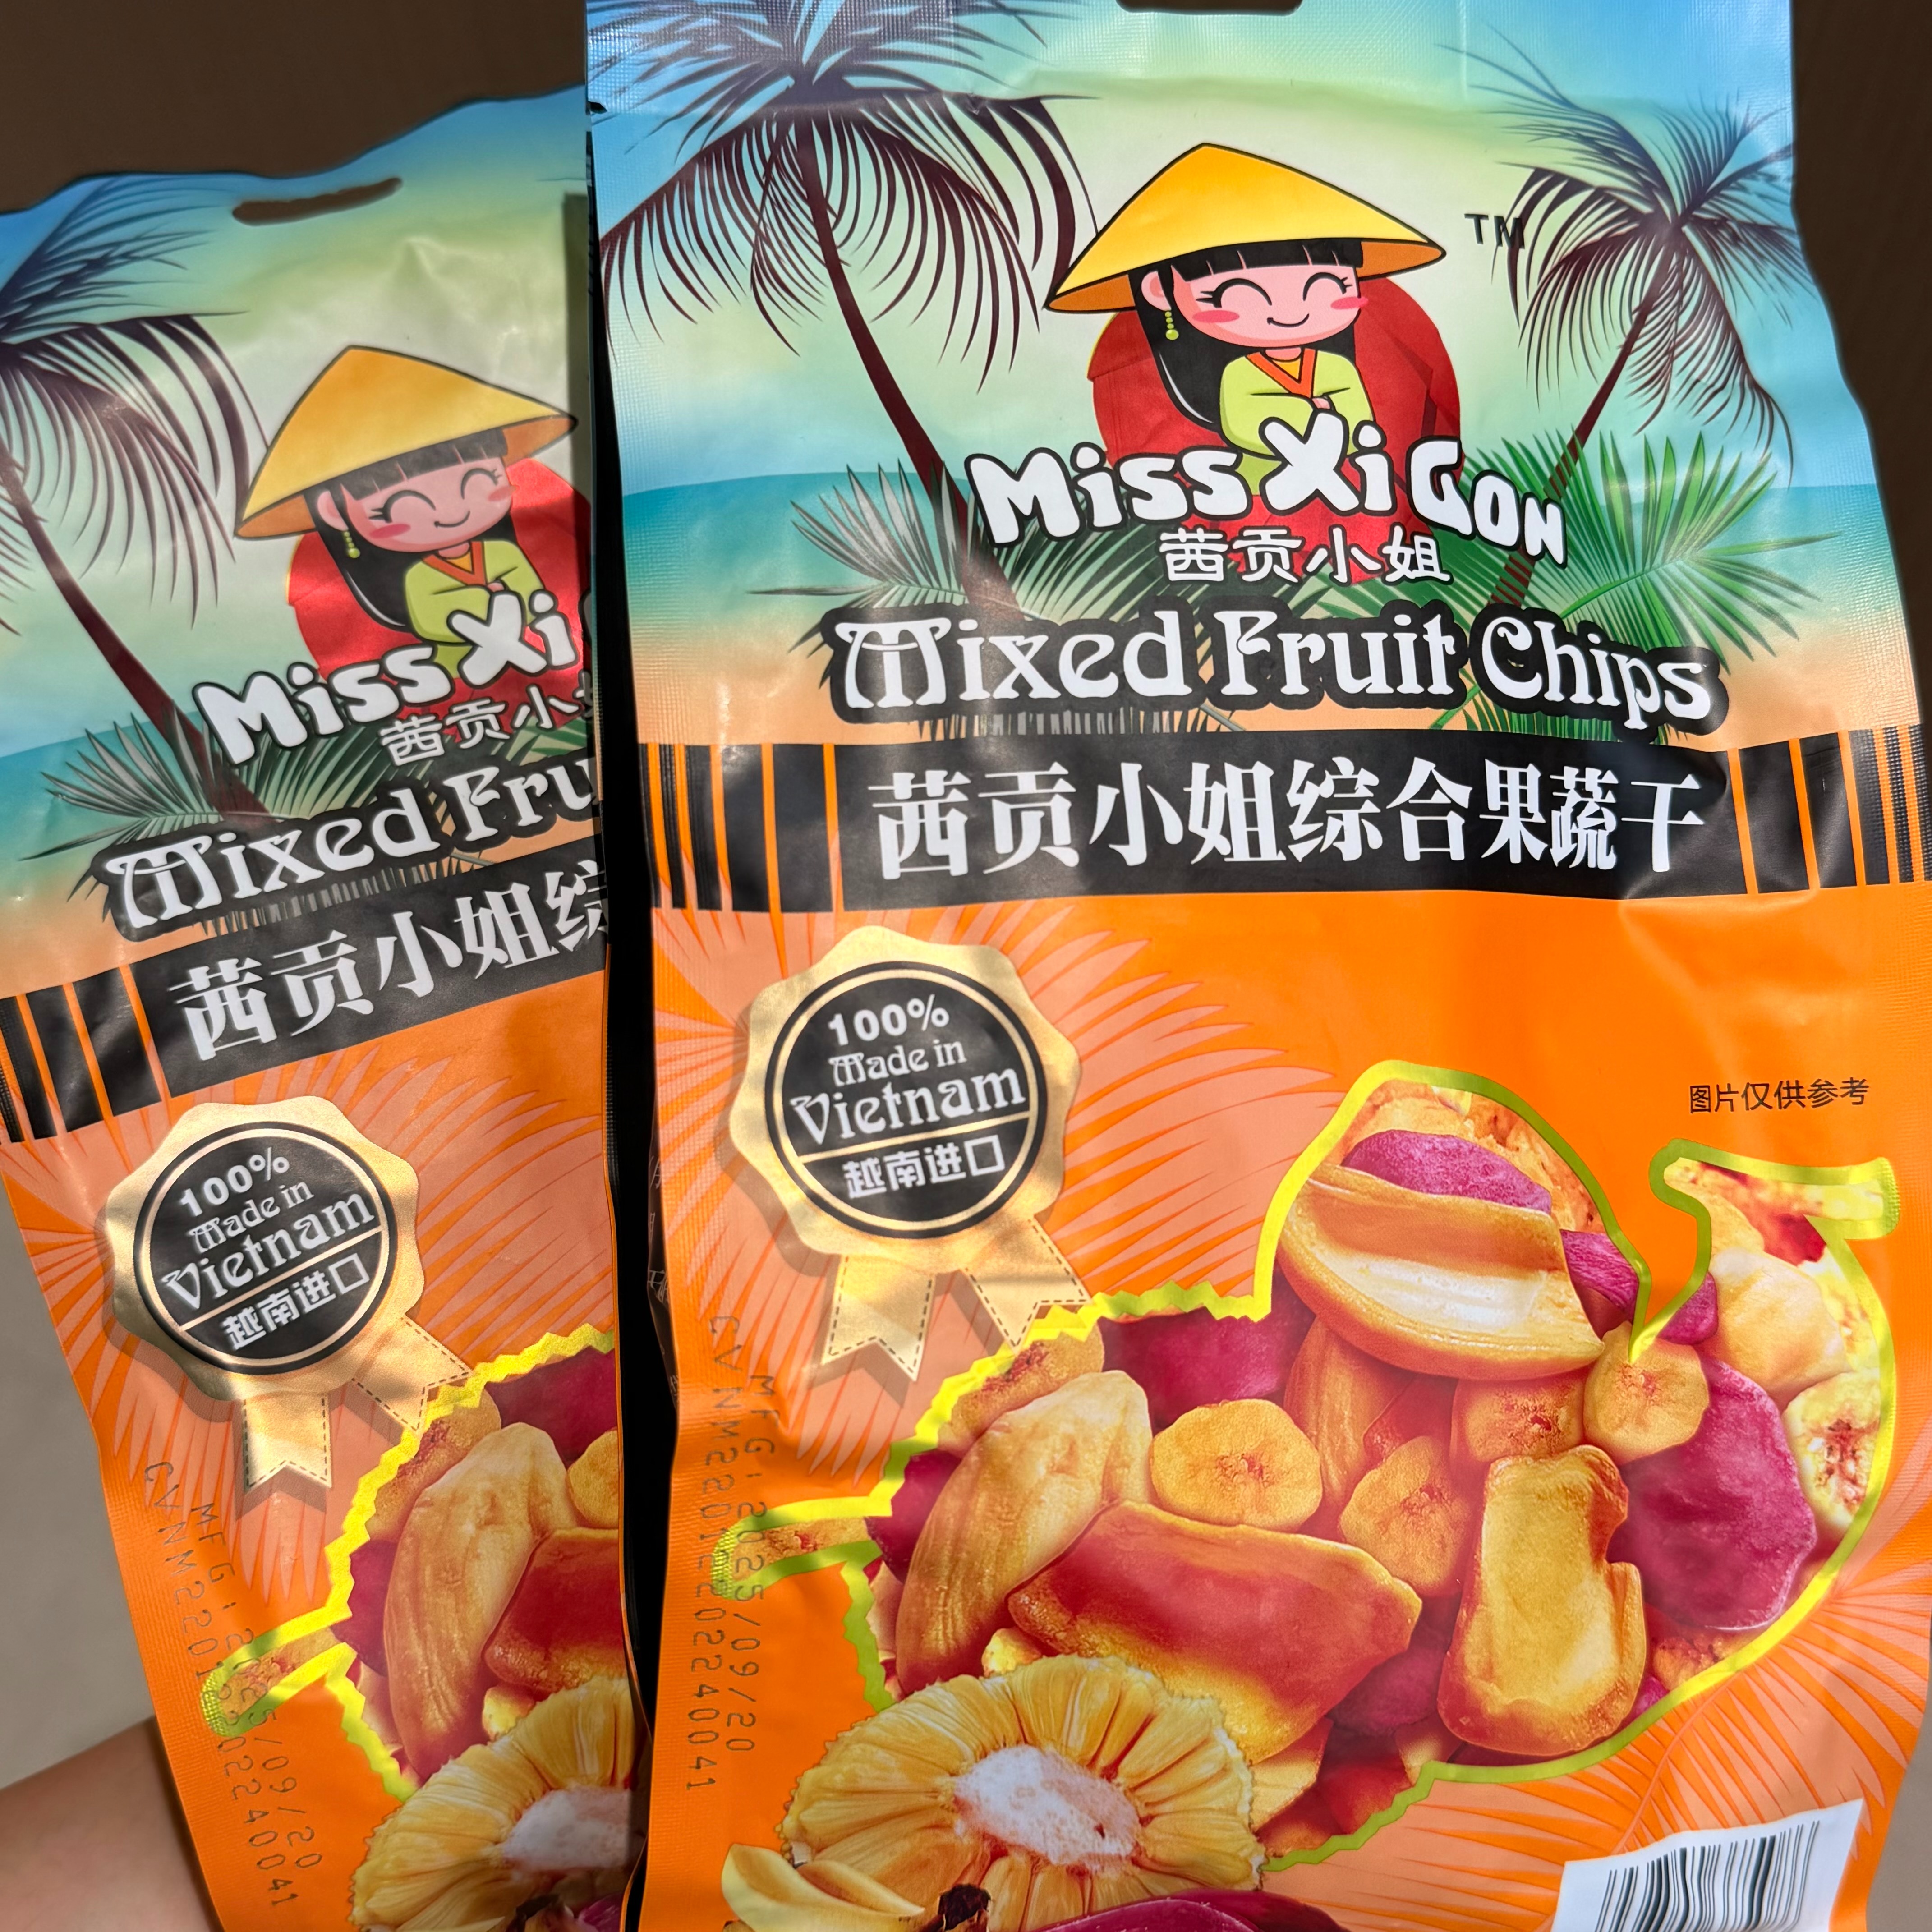 TM
Miss Xi Gon
茜贡小姐
Mixed Fruit Chips
茜贡小姐综合果蔬干
100%
Made in
Vietnam
越南进口
图片仅供参考
MFG:2025/09/20
CVNM22012202240041
Miss Xi
茜贡小
Mixed Fru
茜贡小姐综
100%
Made in
Vietnam
越南进口